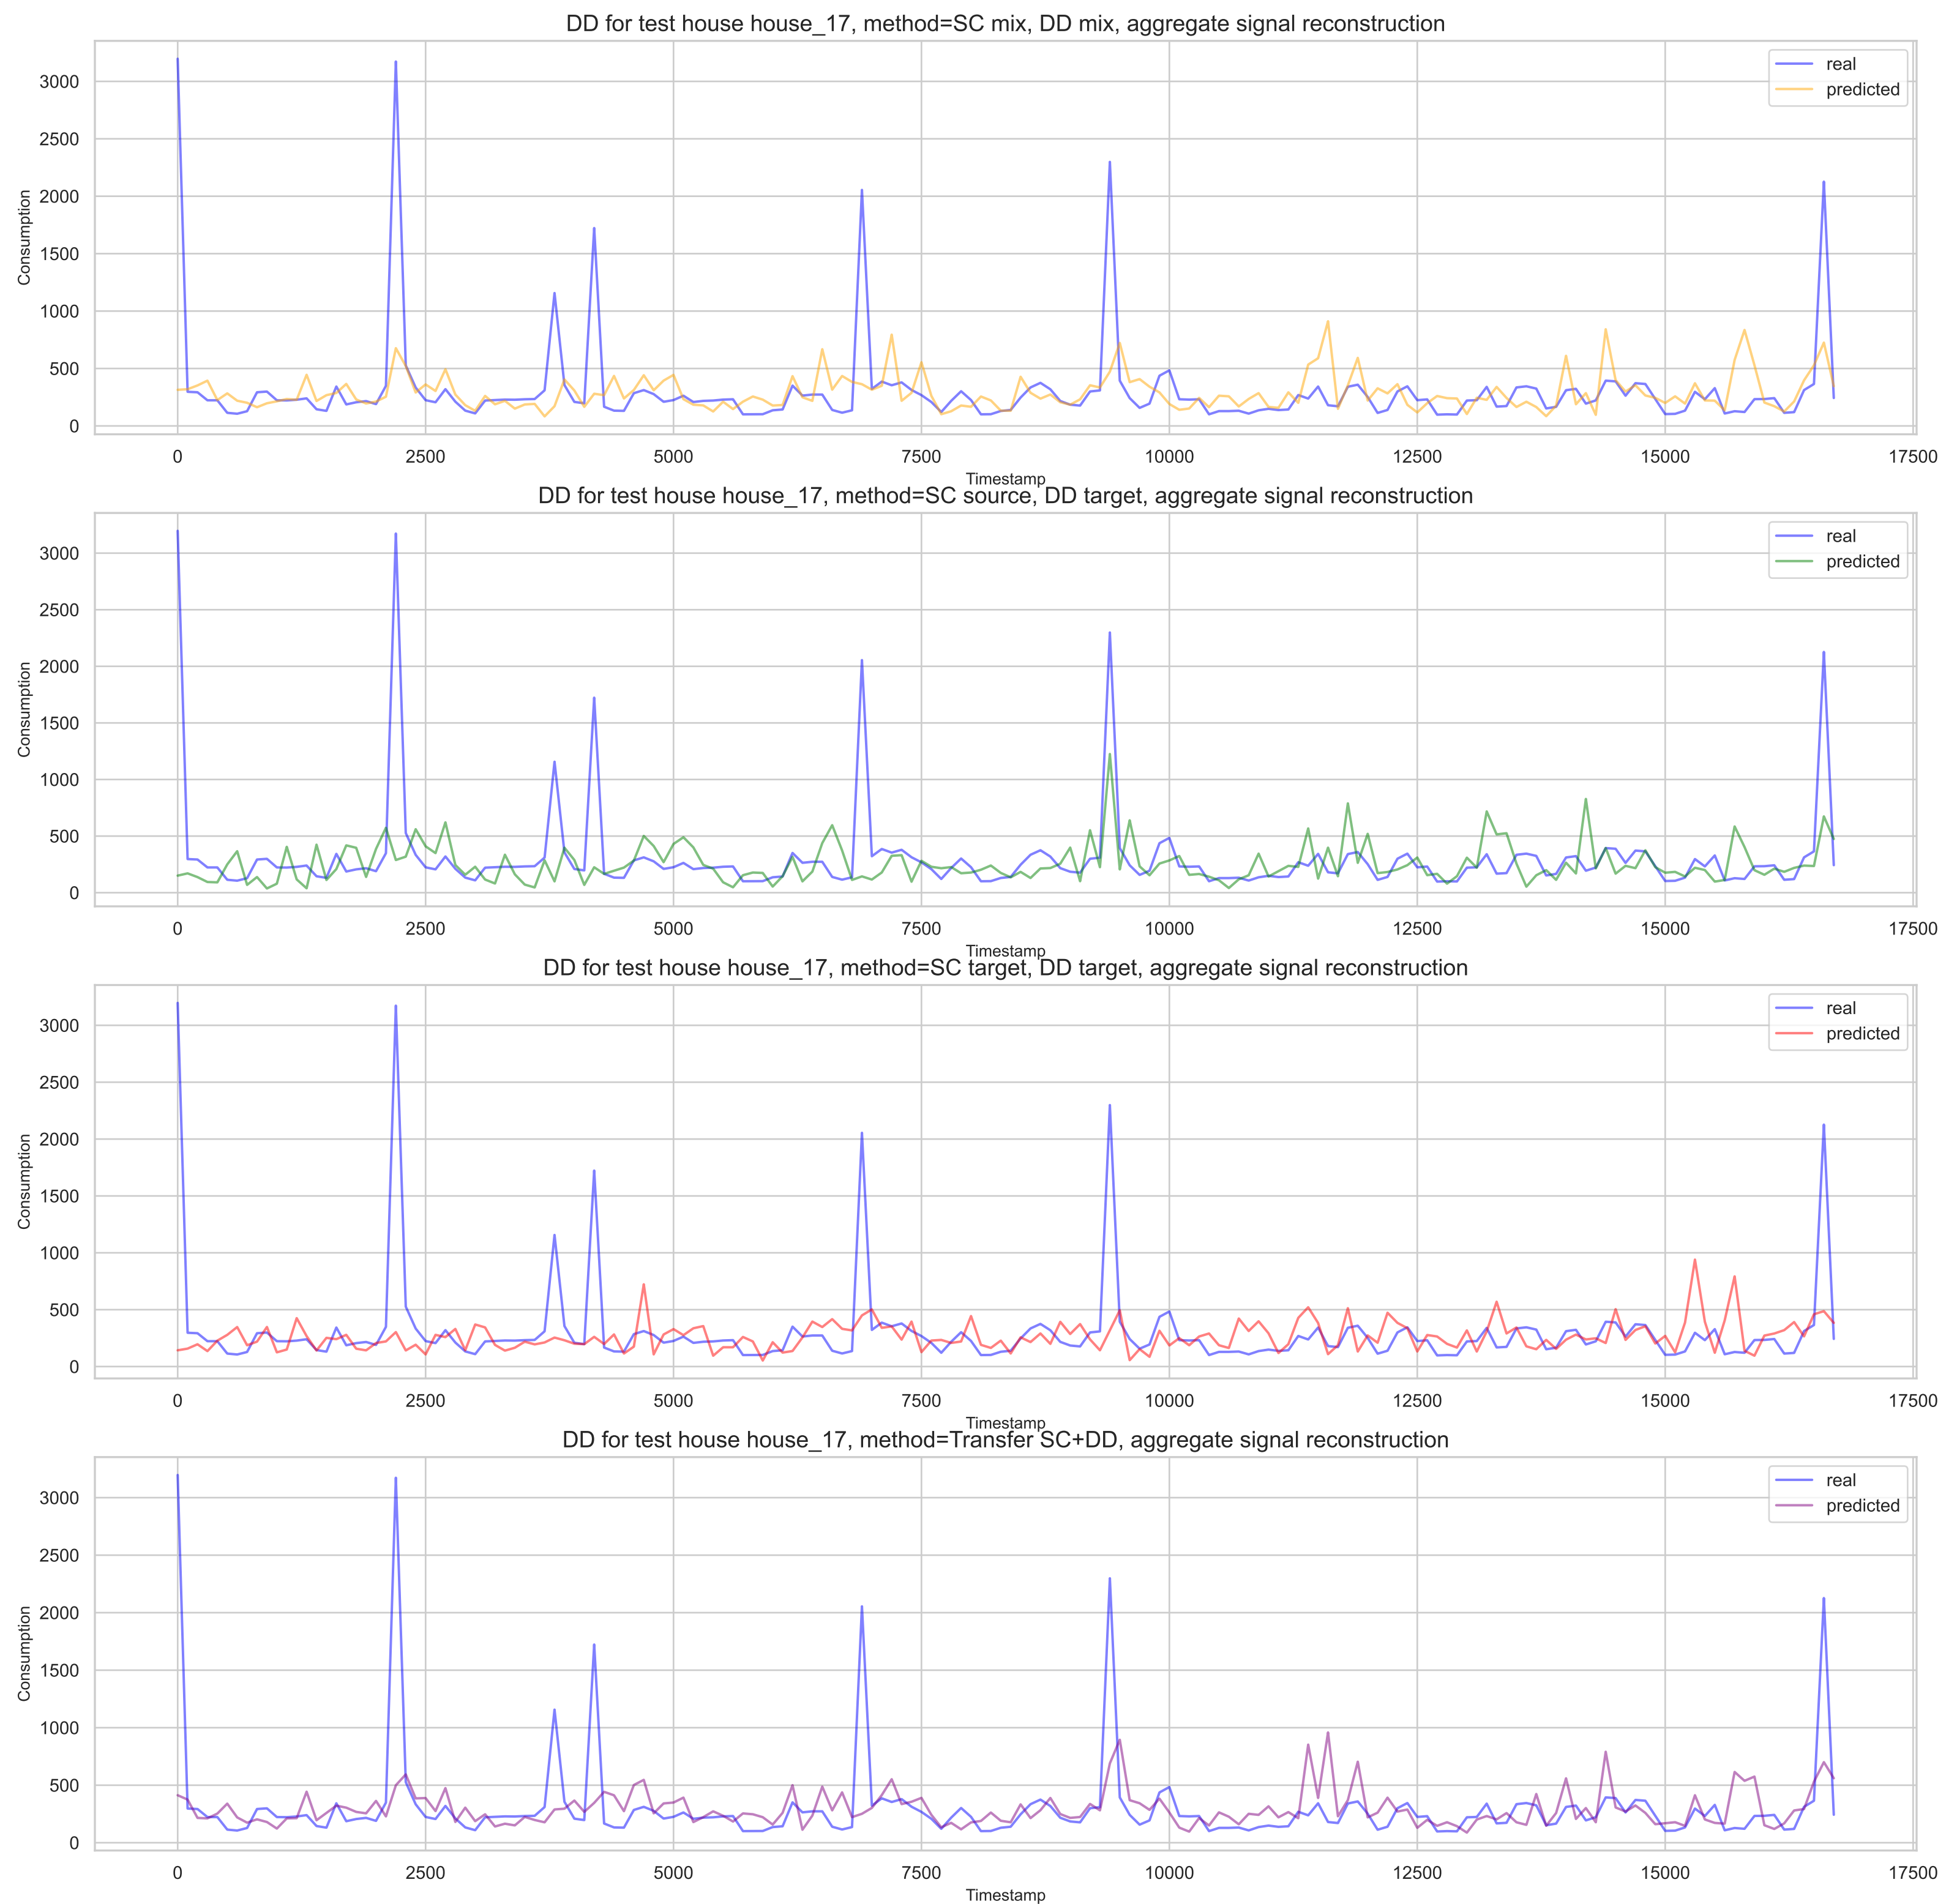 DD for test house house_17, method=SC mix, DD mix, aggregate signal reconstruction
real
predicted
Consumption
3000
2500
2000
1500
1000
500
0
0 2500 5000 7500 10000 12500 15000 17500
Timestamp
DD for test house house_17, method=SC source, DD target, aggregate signal reconstruction
real
predicted
Consumption
3000
2500
2000
1500
1000
500
0
0 2500 5000 7500 10000 12500 15000 17500
Timestamp
DD for test house house_17, method=SC target, DD target, aggregate signal reconstruction
real
predicted
Consumption
3000
2500
2000
1500
1000
500
0
0 2500 5000 7500 10000 12500 15000 17500
Timestamp
DD for test house house_17, method=Transfer SC+DD, aggregate signal reconstruction
real
predicted
Consumption
3000
2500
2000
1500
1000
500
0
0 2500 5000 7500 10000 12500 15000 17500
Timestamp